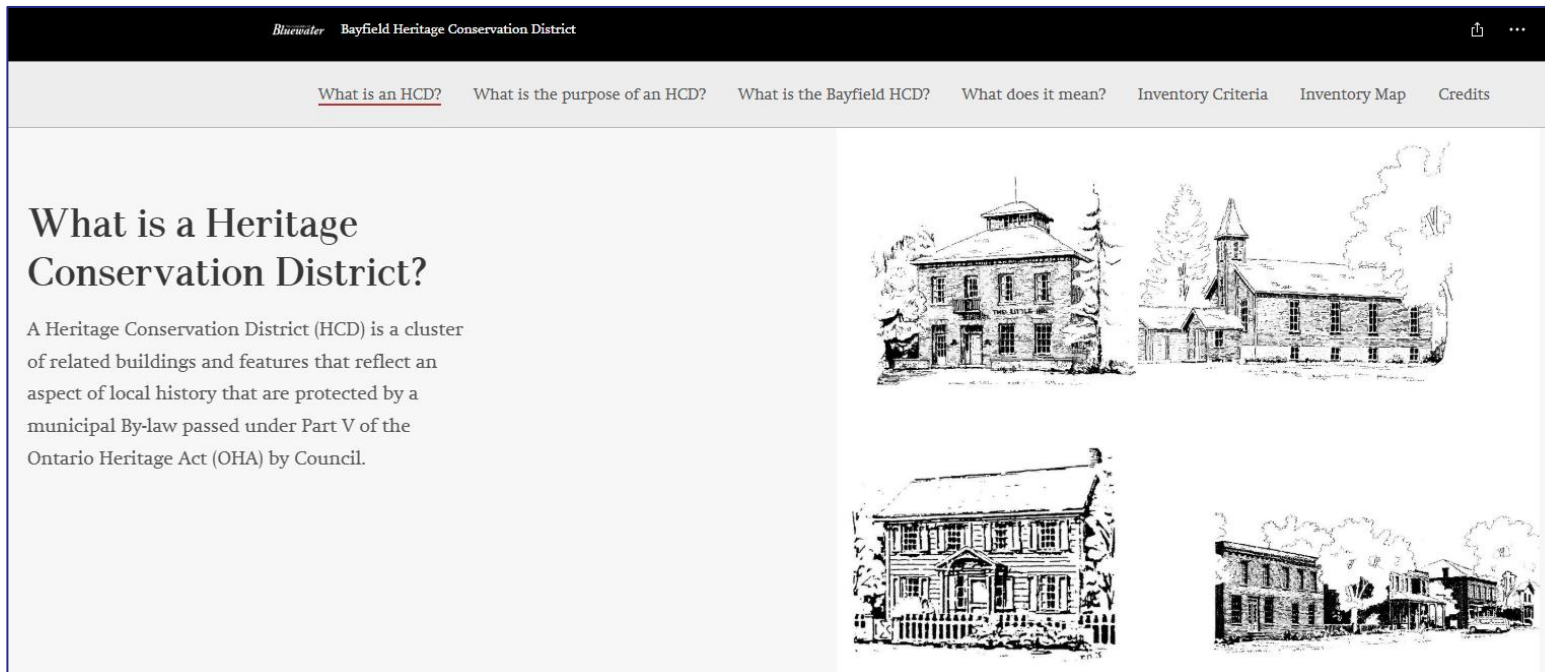 Bluewater Bayfield Heritage Conservation District
What is an HCD? What is the purpose of an HCD? What is the Bayfield HCD? What does it mean? Inventory Criteria Inventory Map Credits
What is a Heritage
Conservation District?
A Heritage Conservation District (HCD) is a cluster
of related buildings and features that reflect an
aspect of local history that are protected by a
municipal By-law passed under Part V of the
Ontario Heritage Act (OHA) by Council.
THE LITTLE